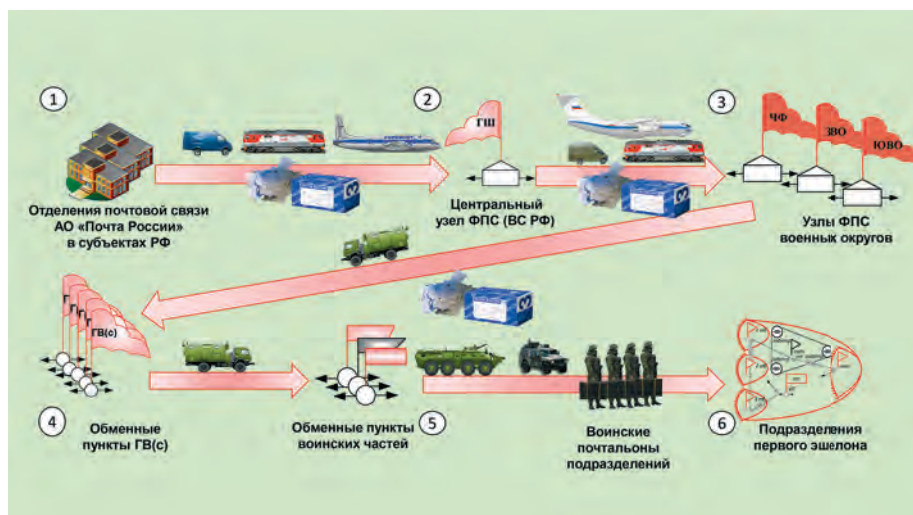 1
2
3
ГШ
ЧФ
ЗВО
ЮВО
Отделения почтовой связи
АО «Почта России»
в субъектах РФ
Центральный
узел ФПС (ВС РФ)
Узлы ФПС
военных округов
Г
Г
Г
Г
ГВ(с)
4
Обменные
пункты ГВ(с)
Обменные пункты
воинских частей
5
Воинские
почтальоны
подразделений
6
Подразделения
первого эшелона